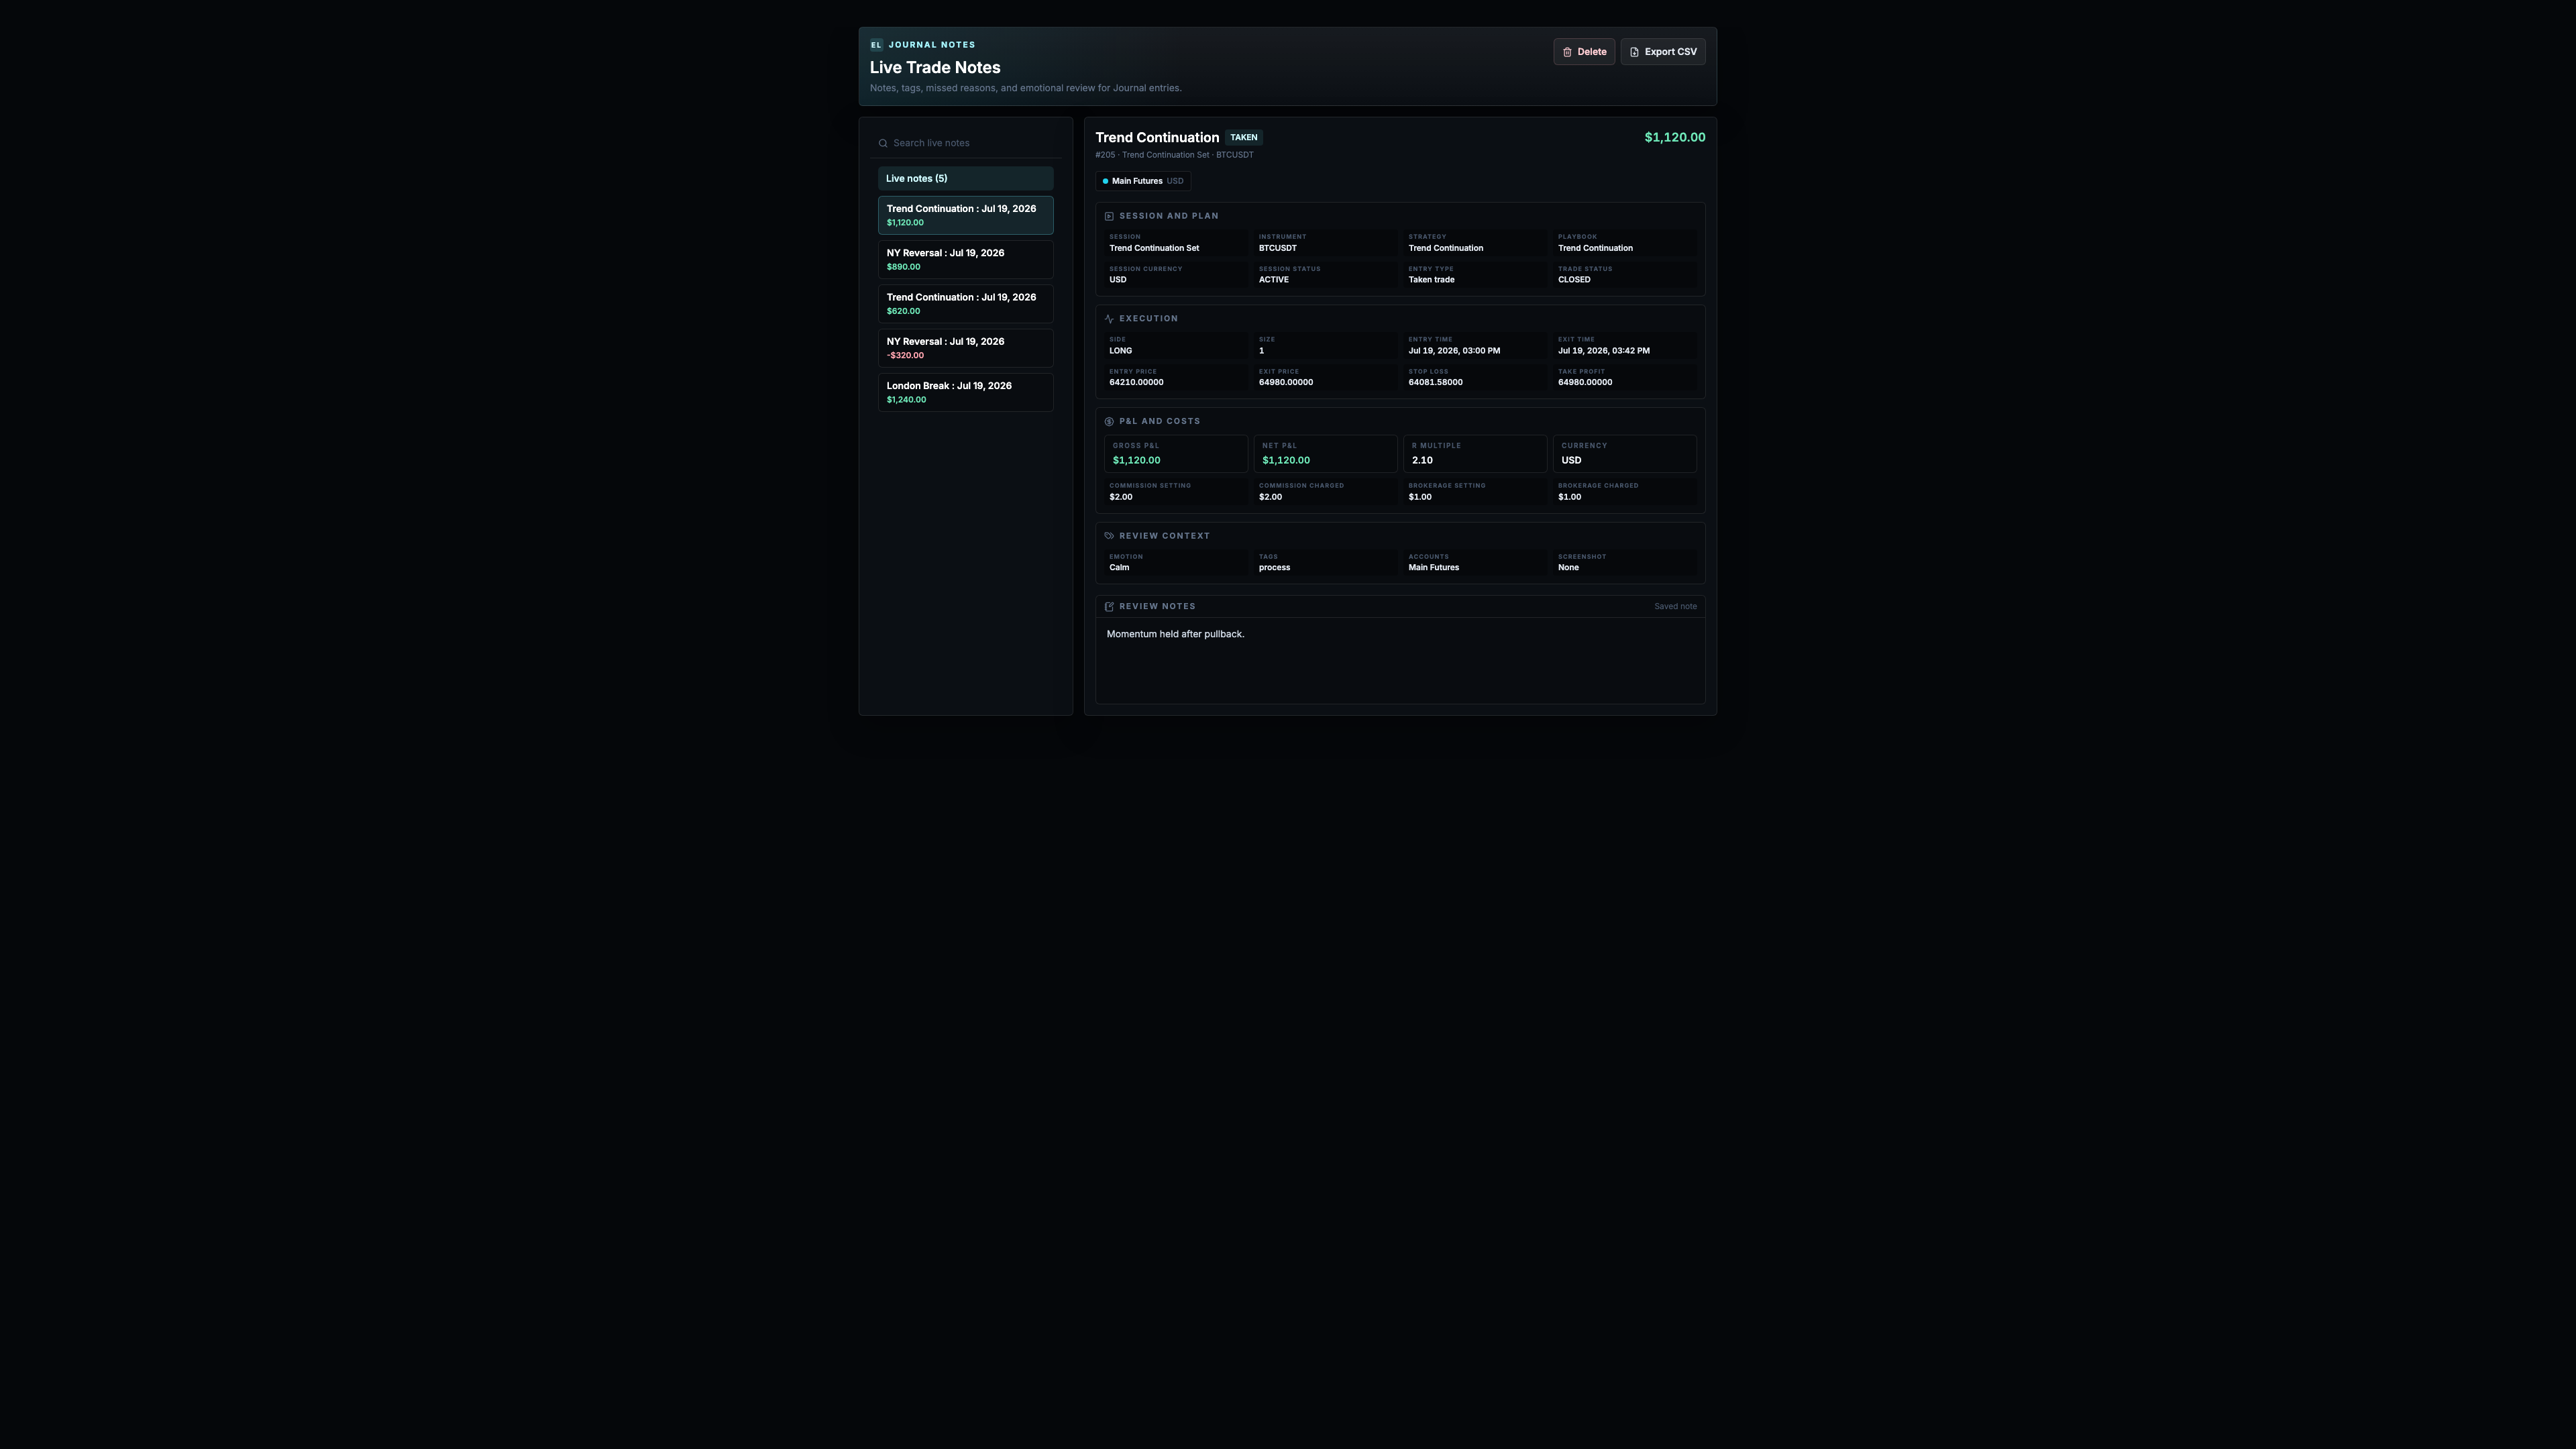 EL JOURNAL NOTES
Live Trade Notes
Notes, tags, missed reasons, and emotional review for Journal entries.
Delete
Export CSV
Search live notes
Live notes (5)
Trend Continuation : Jul 19, 2026
$1,120.00
NY Reversal : Jul 19, 2026
$890.00
Trend Continuation : Jul 19, 2026
$620.00
NY Reversal : Jul 19, 2026
-$320.00
London Break : Jul 19, 2026
$1,240.00
Trend Continuation TAKEN
$1,120.00
#205 · Trend Continuation Set · BTCUSDT
Main Futures USD
SESSION AND PLAN
SESSION INSTRUMENT STRATEGY PLAYBOOK
Trend Continuation Set BTCUSDT Trend Continuation Trend Continuation
SESSION CURRENCY SESSION STATUS ENTRY TYPE TRADE STATUS
USD ACTIVE Taken trade CLOSED
EXECUTION
SIDE SIZE ENTRY TIME EXIT TIME
LONG 1 Jul 19, 2026, 03:00 PM Jul 19, 2026, 03:42 PM
ENTRY PRICE EXIT PRICE STOP LOSS TAKE PROFIT
64210.00000 64980.00000 64081.58000 64980.00000
P&L AND COSTS
GROSS P&L NET P&L R MULTIPLE CURRENCY
$1,120.00 $1,120.00 2.10 USD
COMMISSION SETTING COMMISSION CHARGED BROKERAGE SETTING BROKERAGE CHARGED
$2.00 $2.00 $1.00 $1.00
REVIEW CONTEXT
EMOTION TAGS ACCOUNTS SCREENSHOT
Calm process Main Futures None
REVIEW NOTES Saved note
Momentum held after pullback.